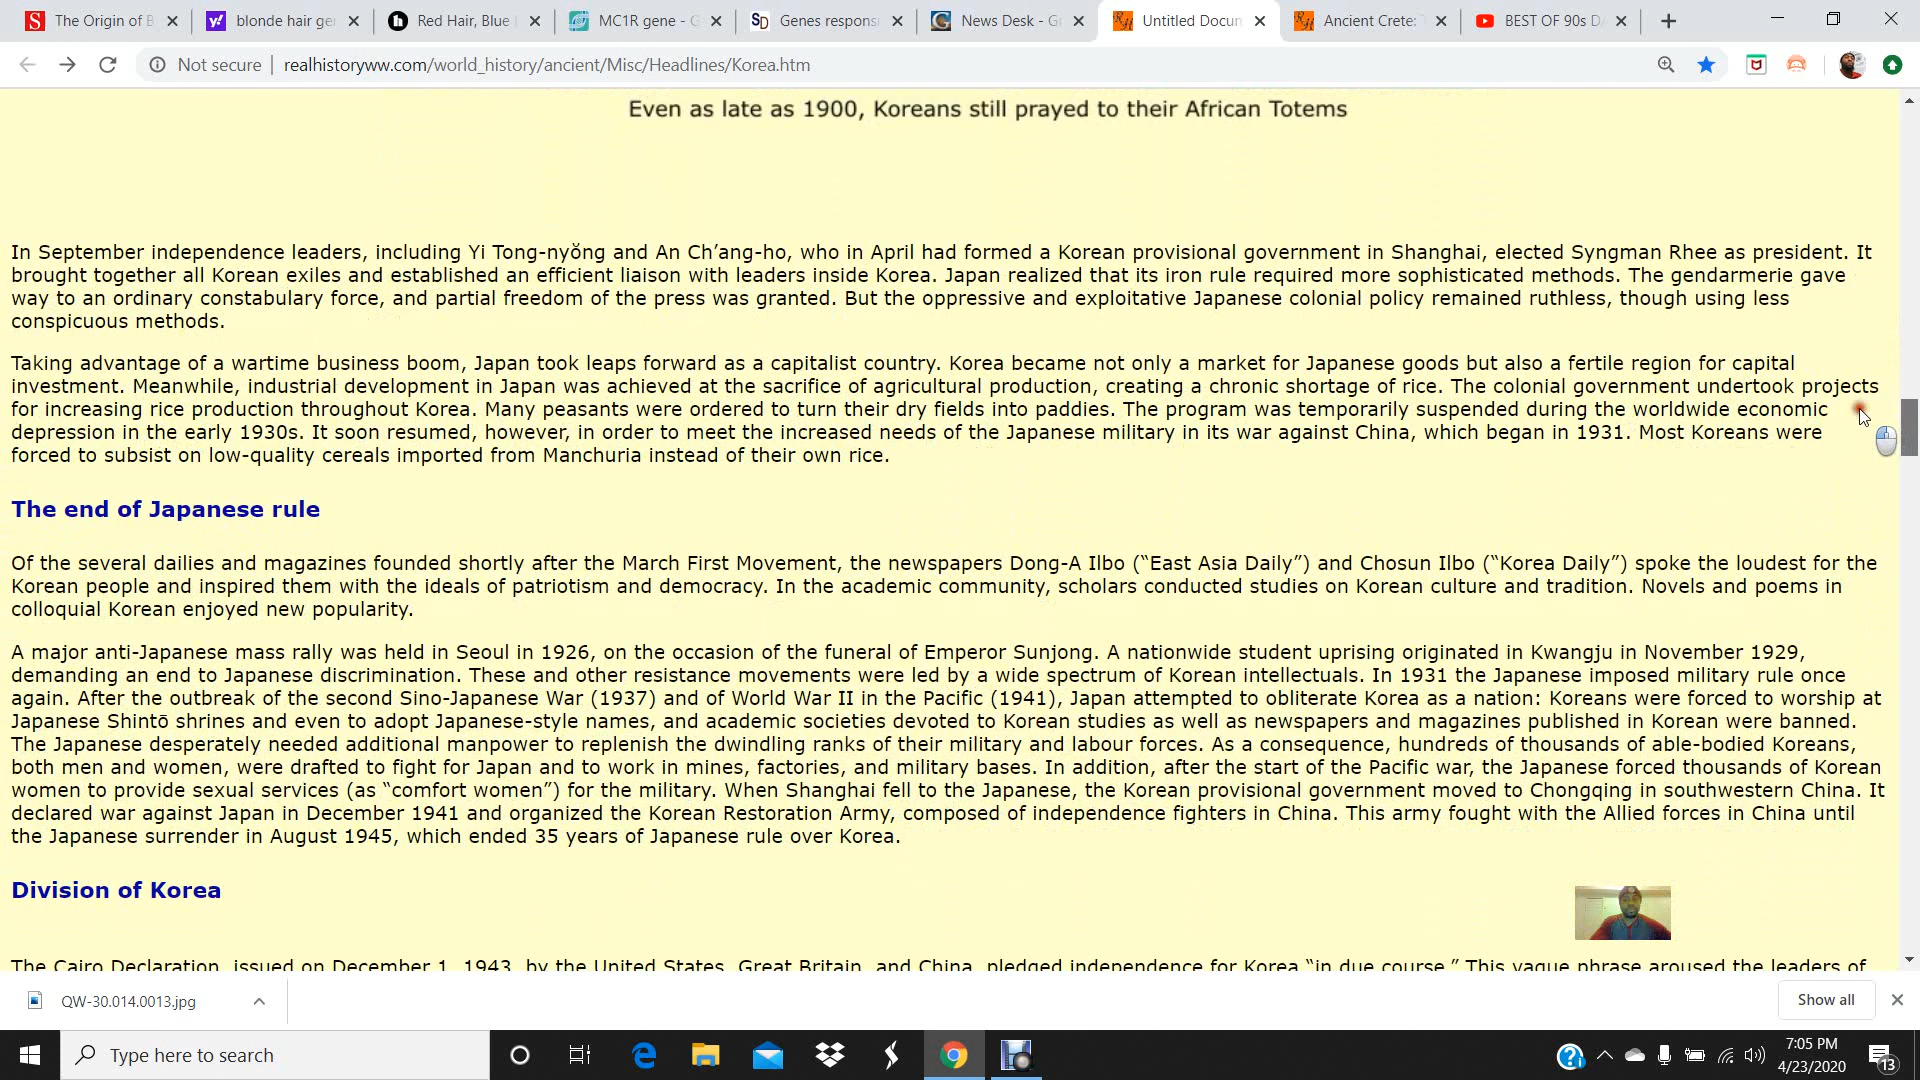 The Origin of B
blonde hair ge
Red Hair, Blue
MC1R gene - G
Genes respons
News Desk - G
Untitled Docum
Ancient Crete:
BEST OF 90s D
Not secure
realhistoryww.com/world_history/ancient/Misc/Headlines/Korea.htm
Even as late as 1900, Koreans still prayed to their African Totems
In September independence leaders, including Yi Tong-nyŏng and An Ch’ang-ho, who in April had formed a Korean provisional government in Shanghai, elected Syngman Rhee as president. It
brought together all Korean exiles and established an efficient liaison with leaders inside Korea. Japan realized that its iron rule required more sophisticated methods. The gendarmerie gave
way to an ordinary constabulary force, and partial freedom of the press was granted. But the oppressive and exploitative Japanese colonial policy remained ruthless, though using less
conspicuous methods.
Taking advantage of a wartime business boom, Japan took leaps forward as a capitalist country. Korea became not only a market for Japanese goods but also a fertile region for capital
investment. Meanwhile, industrial development in Japan was achieved at the sacrifice of agricultural production, creating a chronic shortage of rice. The colonial government undertook projects
for increasing rice production throughout Korea. Many peasants were ordered to turn their dry fields into paddies. The program was temporarily suspended during the worldwide economic
depression in the early 1930s. It soon resumed, however, in order to meet the increased needs of the Japanese military in its war against China, which began in 1931. Most Koreans were
forced to subsist on low-quality cereals imported from Manchuria instead of their own rice.
The end of Japanese rule
Of the several dailies and magazines founded shortly after the March First Movement, the newspapers Dong-A Ilbo (“East Asia Daily”) and Chosun Ilbo (“Korea Daily”) spoke the loudest for the
Korean people and inspired them with the ideals of patriotism and democracy. In the academic community, scholars conducted studies on Korean culture and tradition. Novels and poems in
colloquial Korean enjoyed new popularity.
A major anti-Japanese mass rally was held in Seoul in 1926, on the occasion of the funeral of Emperor Sunjong. A nationwide student uprising originated in Kwangju in November 1929,
demanding an end to Japanese discrimination. These and other resistance movements were led by a wide spectrum of Korean intellectuals. In 1931 the Japanese imposed military rule once
again. After the outbreak of the second Sino-Japanese War (1937) and of World War II in the Pacific (1941), Japan attempted to obliterate Korea as a nation: Koreans were forced to worship at
Japanese Shintō shrines and even to adopt Japanese-style names, and academic societies devoted to Korean studies as well as newspapers and magazines published in Korean were banned.
The Japanese desperately needed additional manpower to replenish the dwindling ranks of their military and labour forces. As a consequence, hundreds of thousands of able-bodied Koreans,
both men and women, were drafted to fight for Japan and to work in mines, factories, and military bases. In addition, after the start of the Pacific war, the Japanese forced thousands of Korean
women to provide sexual services (as “comfort women”) for the military. When Shanghai fell to the Japanese, the Korean provisional government moved to Chongqing in southwestern China. It
declared war against Japan in December 1941 and organized the Korean Restoration Army, composed of independence fighters in China. This army fought with the Allied forces in China until
the Japanese surrender in August 1945, which ended 35 years of Japanese rule over Korea.
Division of Korea
The Cairo Declaration, issued on December 1, 1943, by the United States, Great Britain, and China, pledged independence for Korea “in due course.” This vague phrase aroused the leaders of
QW-30.014.0013.jpg
Show all
Type here to search
7:05 PM
4/23/2020
13